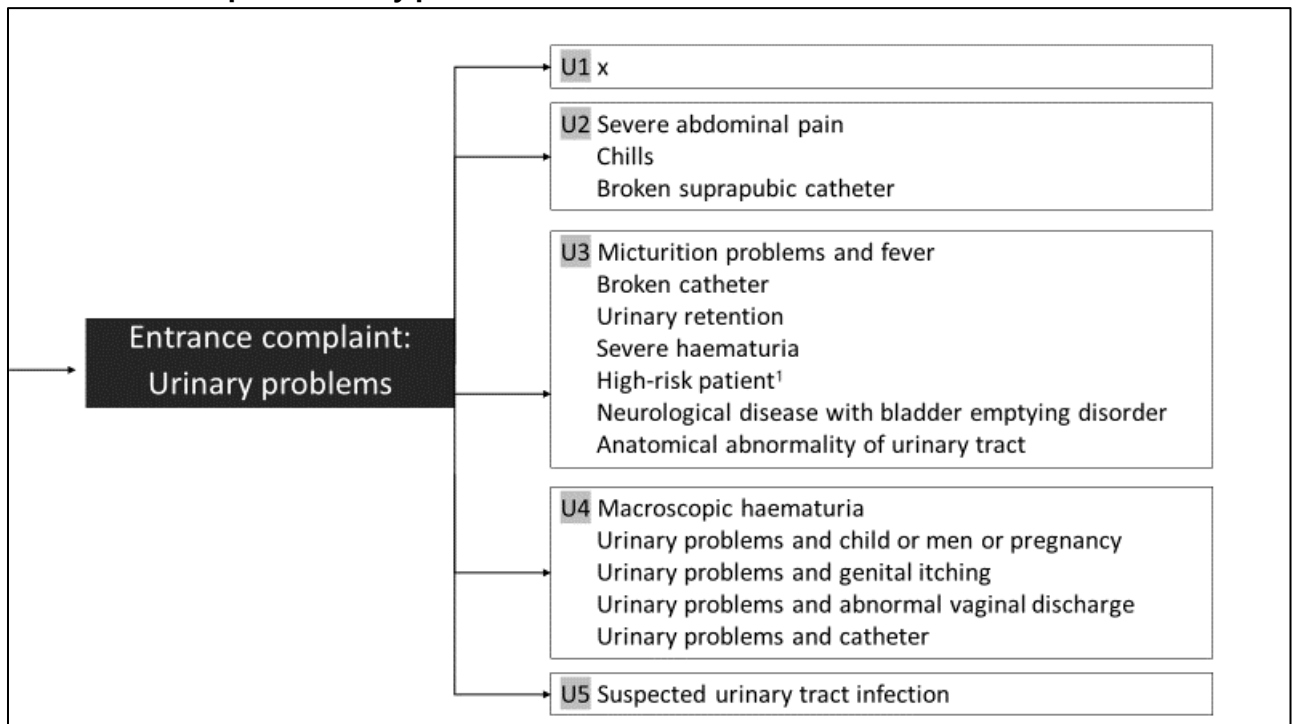 Entrance complaint:
Urinary problems
U1 x
U2 Severe abdominal pain
Chills
Broken suprapubic catheter
U3 Micturition problems and fever
Broken catheter
Urinary retention
Severe haematuria
High-risk patient¹
Neurological disease with bladder emptying disorder
Anatomical abnormality of urinary tract
U4 Macroscopic haematuria
Urinary problems and child or men or pregnancy
Urinary problems and genital itching
Urinary problems and abnormal vaginal discharge
Urinary problems and catheter
U5 Suspected urinary tract infection